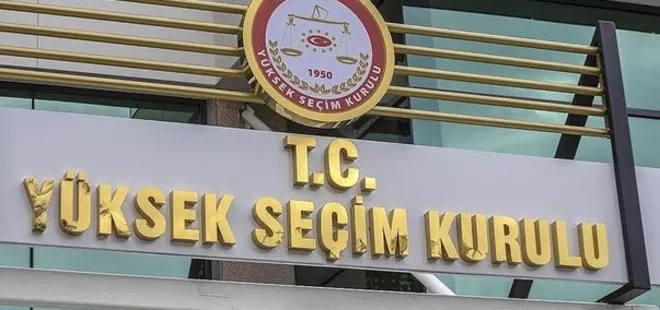 1950
YÜKSEK SEÇİM KURULU
T.C.
YÜKSEK SEÇİM KURULU